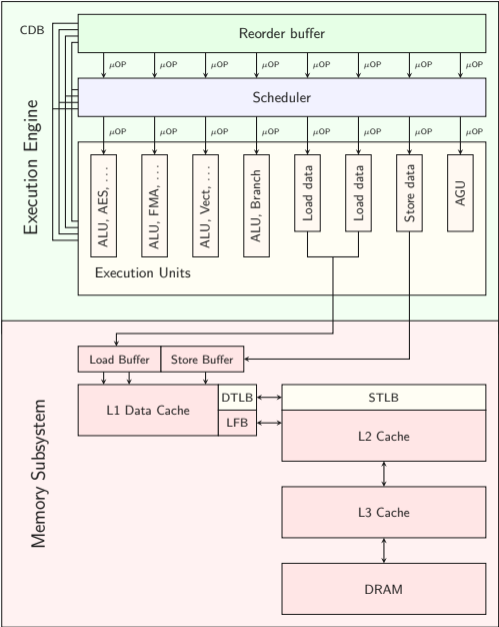 CDB
Reorder buffer
μOP μOP μOP μOP μOP μOP μOP μOP
Scheduler
μOP μOP μOP μOP μOP μOP μOP μOP
Execution Engine
ALU, AES, . . .
ALU, FMA, . . .
ALU, Vect, . . .
ALU, Branch
Load data
Load data
Store data
AGU
Execution Units
Memory Subsystem
Load Buffer
Store Buffer
L1 Data Cache
DTLB
LFB
STLB
L2 Cache
L3 Cache
DRAM